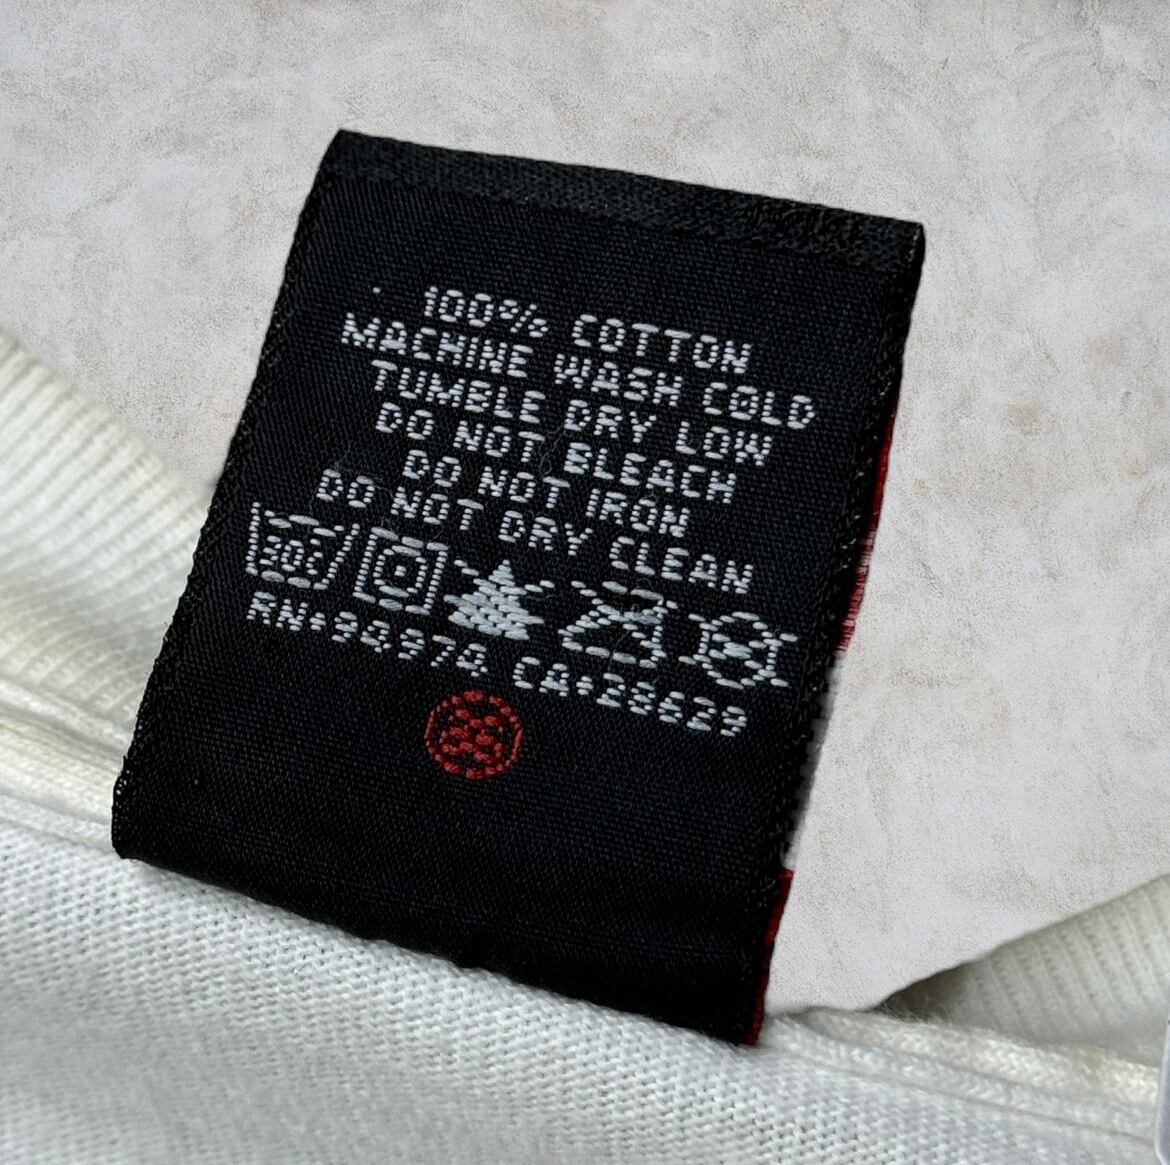 100% COTTON
MACHINE WASH COLD
TUMBLE DRY LOW
DO NOT BLEACH
DO NOT IRON
DO NOT DRY CLEAN
30c
RN♦94974 CA♦28629